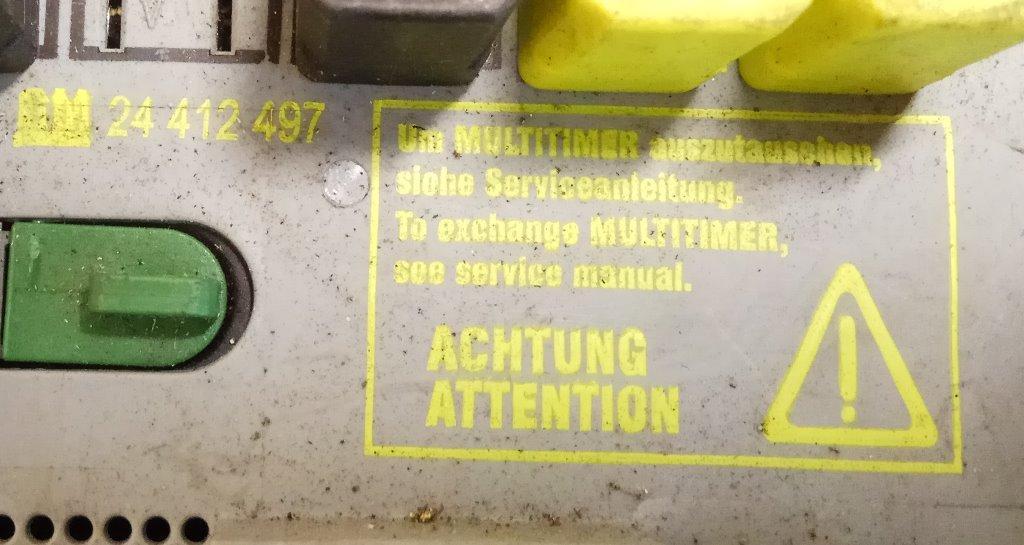 GM 24 412 497
Um MULTITIMER auszutauschen,
siehe Serviceanleitung.
To exchange MULTITIMER,
see service manual.
ACHTUNG
ATTENTION